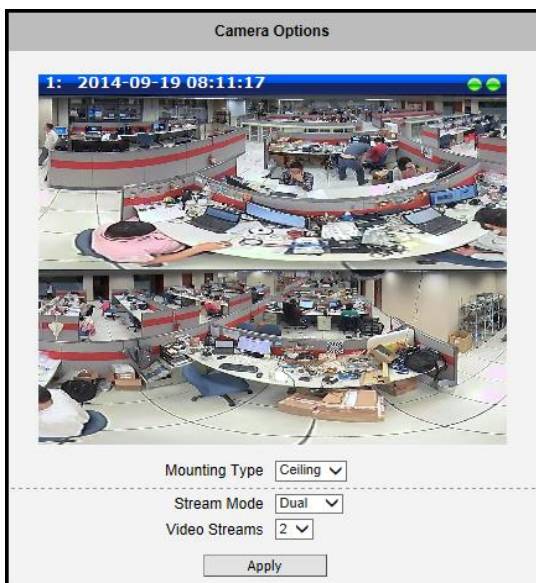 Camera Options
1: 2014-09-19 08:11:17
Mounting Type Ceiling
Stream Mode Dual
Video Streams 2
Apply